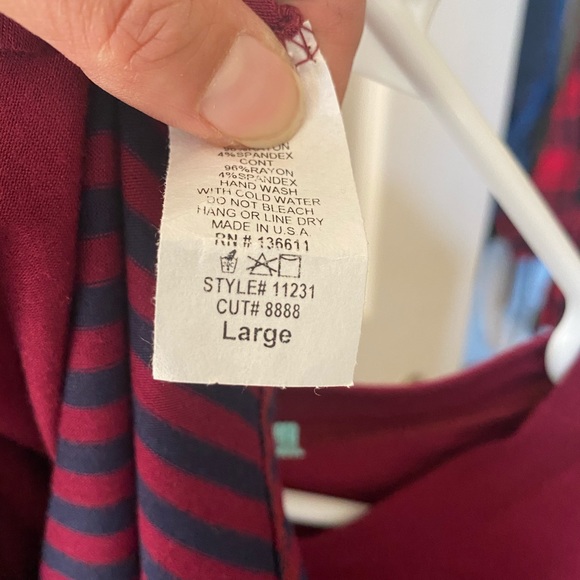 4%SPANDEX
CONT
96%RAYON
4%SPANDEX
HAND WASH
WITH COLD WATER
DO NOT BLEACH
HANG OR LINE DRY
MADE IN U.S.A
RN # 136611
STYLE# 11231
CUT# 8888
Large